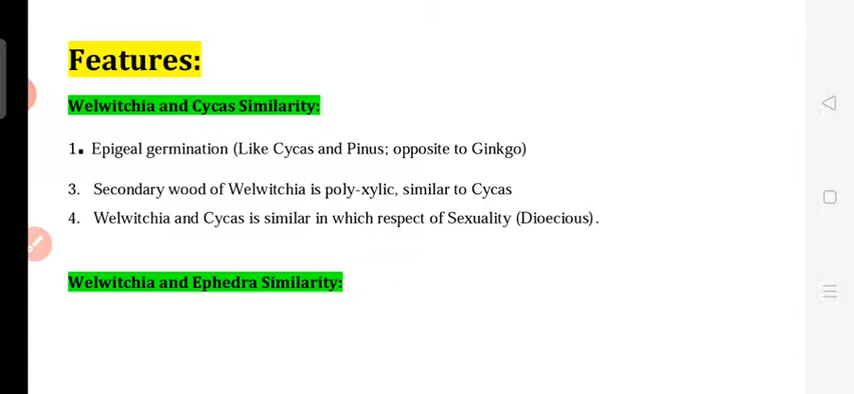 Features:
Welwitchia and Cycas Similarity:
1. Epigeal germination (Like Cycas and Pinus; opposite to Ginkgo)
3. Secondary wood of Welwitchia is poly-xylic, similar to Cycas
4. Welwitchia and Cycas is similar in which respect of Sexuality (Dioecious).
Welwitchia and Ephedra Similarity: